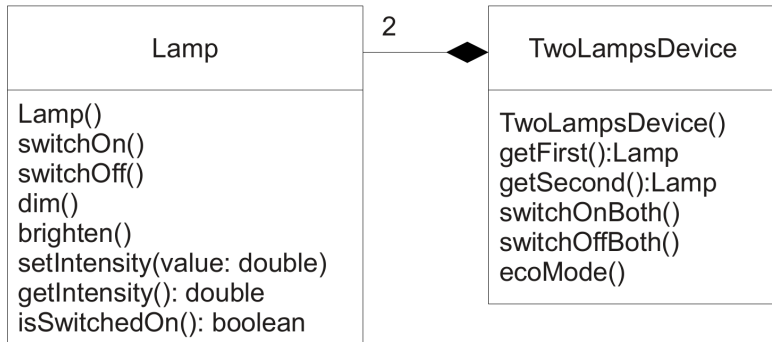 Lamp
Lamp()
switchOn()
switchOff()
dim()
brighten()
setIntensity(value: double)
getIntensity(): double
isSwitchedOn(): boolean
2
TwoLampsDevice
TwoLampsDevice()
getFirst():Lamp
getSecond():Lamp
switchOnBoth()
switchOffBoth()
ecoMode()